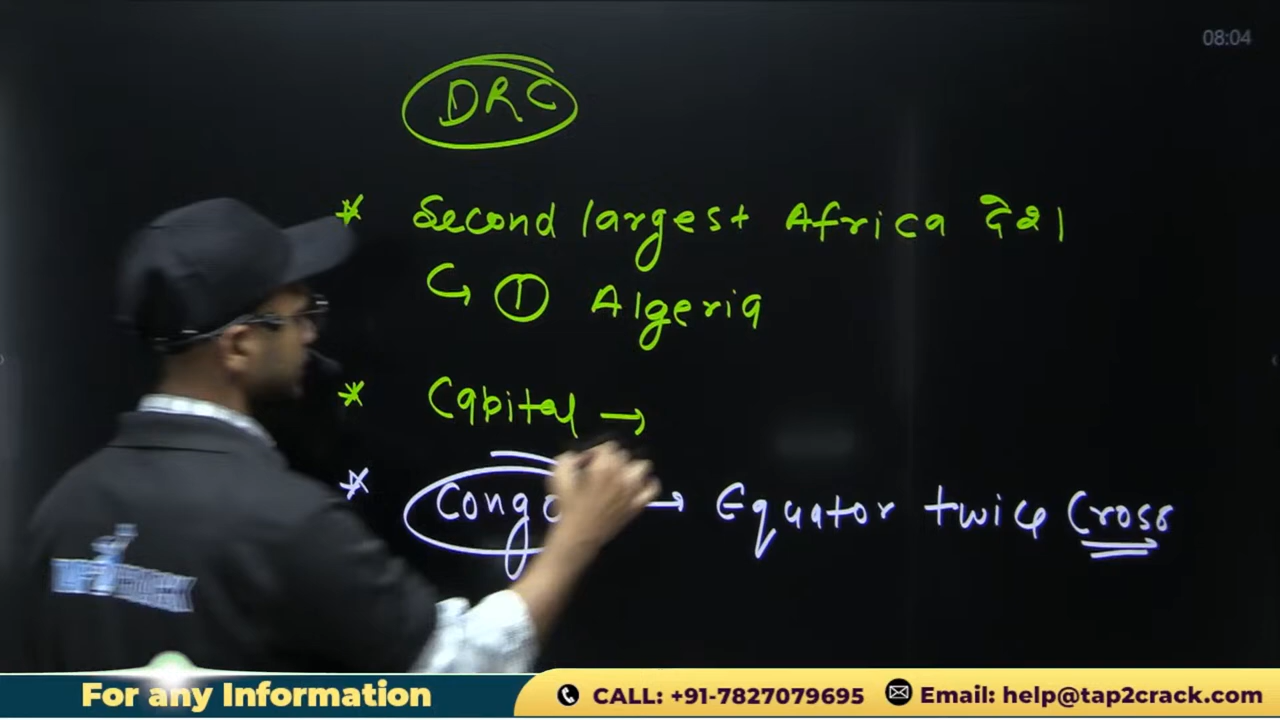 08:04
DRC
* Second largest Africa देश
↳ ① Algeria
* Capital →
* Congo → Equator twice Cross
For any Information CALL: +91-7827079695 Email: help@tap2crack.com